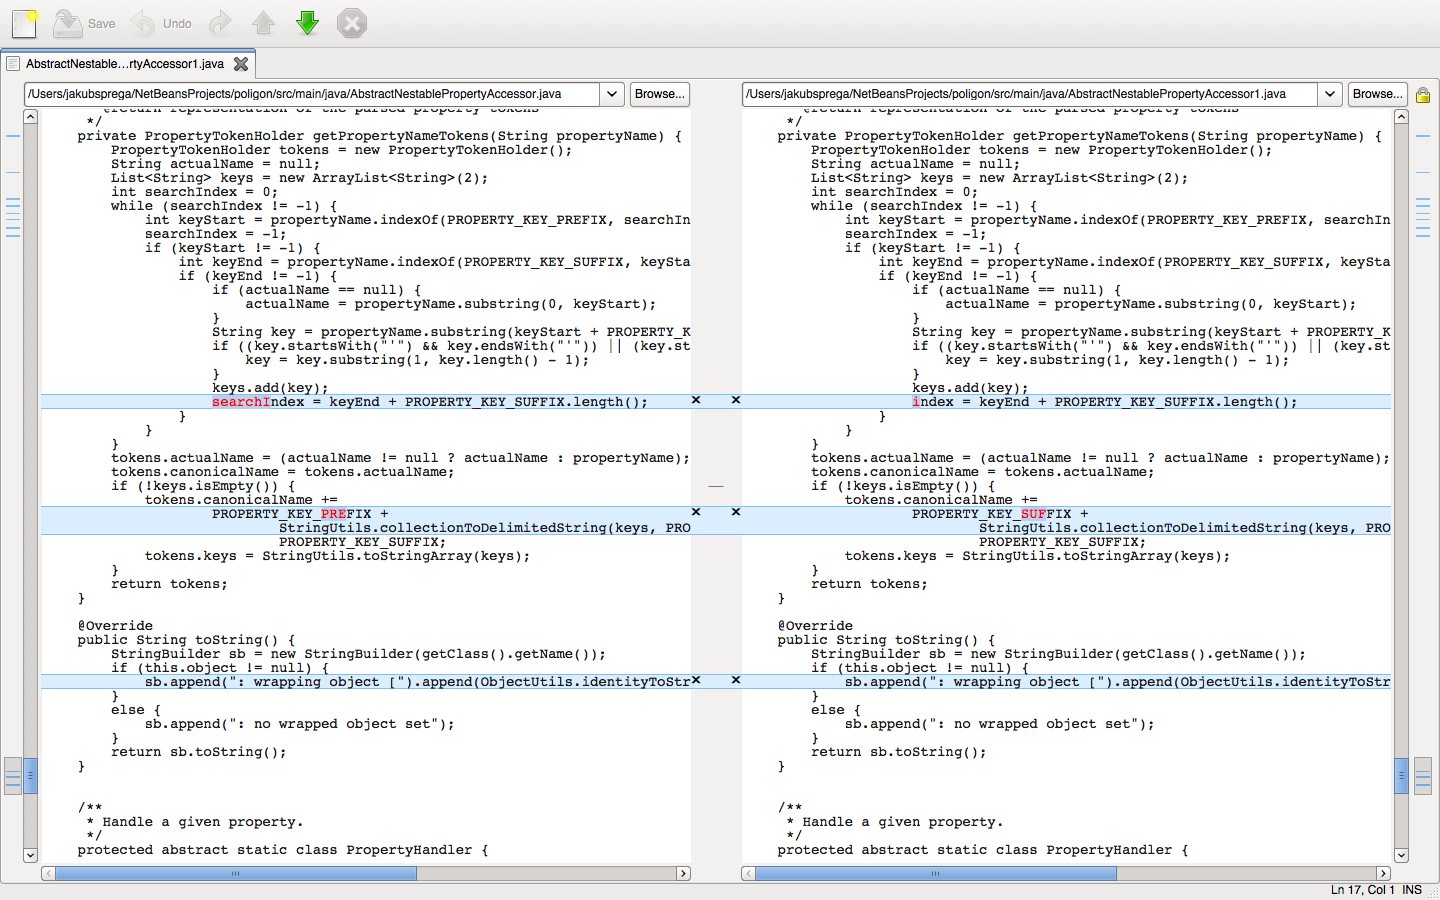 Save
Undo
AbstractNestable...rtyAccessor1.java
/Users/jakubsprega/NetBeansProjects/poligon/src/main/java/AbstractNestablePropertyAccessor.java
Browse...
@return representation of the parsed property tokens
*/
private PropertyTokenHolder getPropertyNameTokens(String propertyName) {
PropertyTokenHolder tokens = new PropertyTokenHolder();
String actualName = null;
List<String> keys = new ArrayList<String>(2);
int searchIndex = 0;
while (searchIndex != -1) {
int keyStart = propertyName.indexOf(PROPERTY_KEY_PREFIX, searchIn
searchIndex = -1;
if (keyStart != -1) {
int keyEnd = propertyName.indexOf(PROPERTY_KEY_SUFFIX, keySta
if (keyEnd != -1) {
if (actualName == null) {
actualName = propertyName.substring(0, keyStart);
}
String key = propertyName.substring(keyStart + PROPERTY_K
if ((key.startsWith("'") && key.endsWith("'")) || (key.st
key = key.substring(1, key.length() - 1);
}
keys.add(key);
searchIndex = keyEnd + PROPERTY_KEY_SUFFIX.length();
}
}
}
tokens.actualName = (actualName != null ? actualName : propertyName);
tokens.canonicalName = tokens.actualName;
if (!keys.isEmpty()) {
tokens.canonicalName +=
PROPERTY_KEY_PREFIX +
StringUtils.collectionToDelimitedString(keys, PRO
PROPERTY_KEY_SUFFIX;
tokens.keys = StringUtils.toStringArray(keys);
}
return tokens;
}
@Override
public String toString() {
StringBuilder sb = new StringBuilder(getClass().getName());
if (this.object != null) {
sb.append(": wrapping object [").append(ObjectUtils.identityToStr
}
else {
sb.append(": no wrapped object set");
}
return sb.toString();
}
/**
* Handle a given property.
*/
protected abstract static class PropertyHandler {
/Users/jakubsprega/NetBeansProjects/poligon/src/main/java/AbstractNestablePropertyAccessor1.java
Browse...
@return representation of the parsed property tokens
*/
private PropertyTokenHolder getPropertyNameTokens(String propertyName) {
PropertyTokenHolder tokens = new PropertyTokenHolder();
String actualName = null;
List<String> keys = new ArrayList<String>(2);
int searchIndex = 0;
while (searchIndex != -1) {
int keyStart = propertyName.indexOf(PROPERTY_KEY_PREFIX, searchIn
searchIndex = -1;
if (keyStart != -1) {
int keyEnd = propertyName.indexOf(PROPERTY_KEY_SUFFIX, keySta
if (keyEnd != -1) {
if (actualName == null) {
actualName = propertyName.substring(0, keyStart);
}
String key = propertyName.substring(keyStart + PROPERTY_K
if ((key.startsWith("'") && key.endsWith("'")) || (key.st
key = key.substring(1, key.length() - 1);
}
keys.add(key);
index = keyEnd + PROPERTY_KEY_SUFFIX.length();
}
}
}
tokens.actualName = (actualName != null ? actualName : propertyName);
tokens.canonicalName = tokens.actualName;
if (!keys.isEmpty()) {
tokens.canonicalName +=
PROPERTY_KEY_SUFFIX +
StringUtils.collectionToDelimitedString(keys, PRO
PROPERTY_KEY_SUFFIX;
tokens.keys = StringUtils.toStringArray(keys);
}
return tokens;
}
@Override
public String toString() {
StringBuilder sb = new StringBuilder(getClass().getName());
if (this.object != null) {
sb.append(": wrapping object [").append(ObjectUtils.identityToStr
}
else {
sb.append(": no wrapped object set");
}
return sb.toString();
}
/**
* Handle a given property.
*/
protected abstract static class PropertyHandler {
Ln 17, Col 1 INS